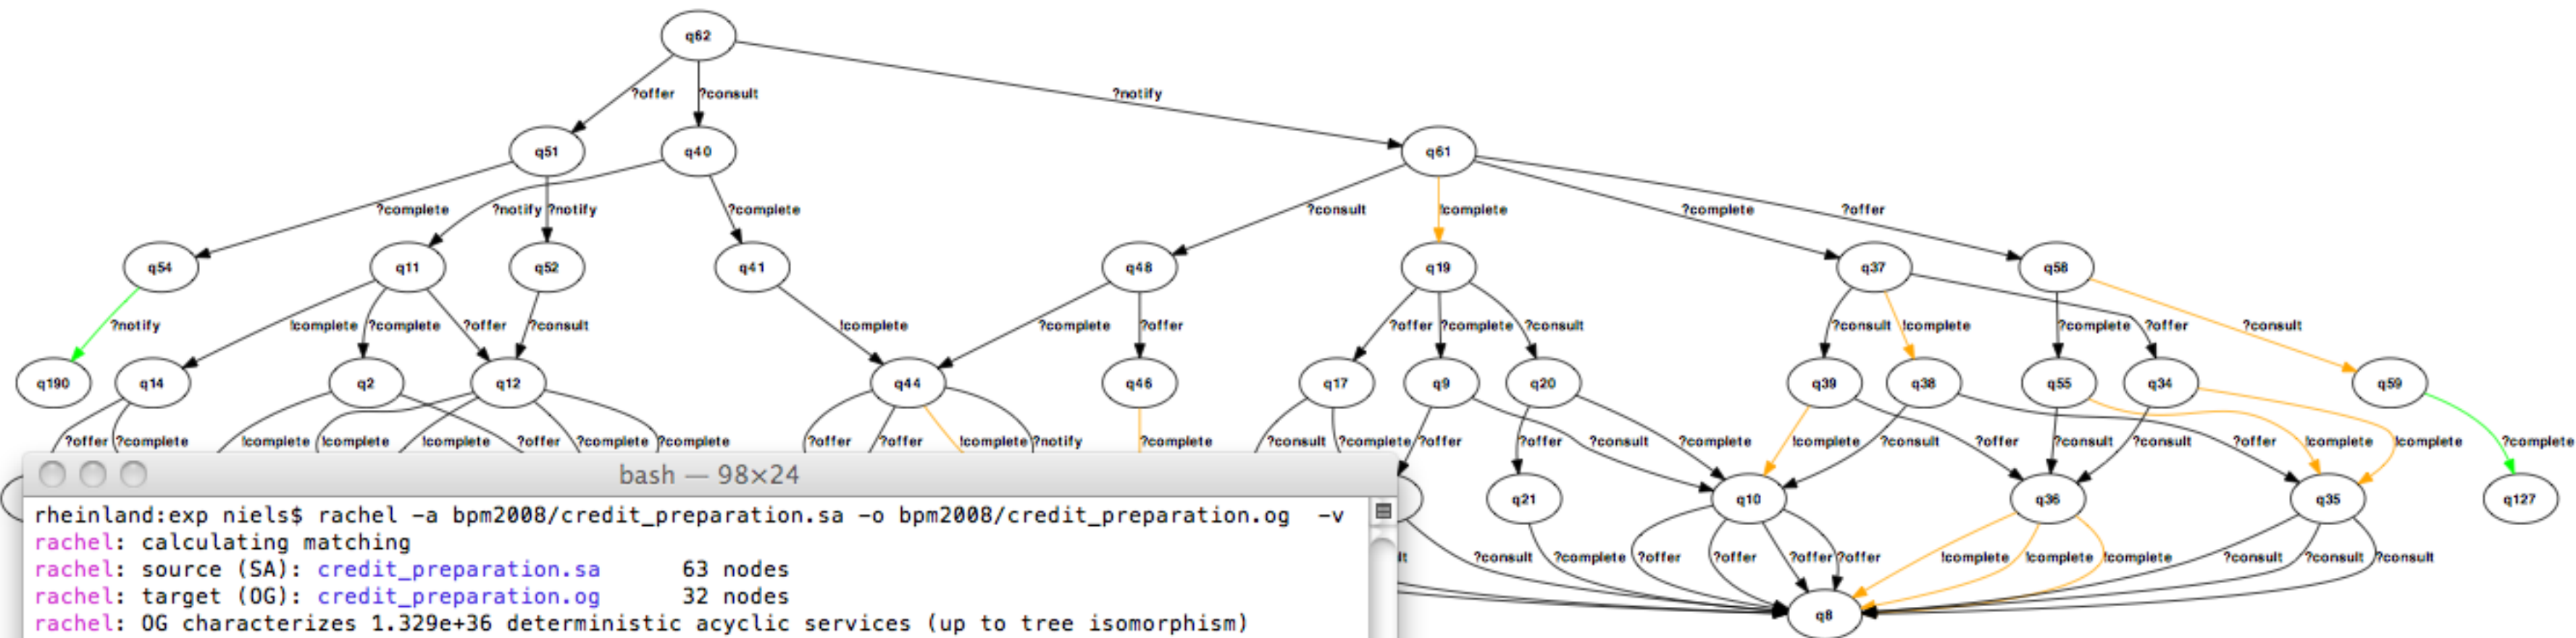 q62
?offer ?consult ?notify
q51 q40 q61
?complete ?notify ?notify ?complete ?consult !complete ?complete ?offer
q54 q11 q52 q41 q48 q19 q37 q58
?notify !complete ?complete ?offer ?consult !complete ?complete ?offer ?offer ?complete ?consult ?consult !complete ?complete ?offer ?consult
q190 q14 q2 q12 q44 q46 q17 q9 q20 q39 q38 q55 q34 q59
?offer ?complete !complete !complete !complete ?offer ?complete ?complete ?offer ?offer !complete ?notify ?complete ?consult ?complete ?offer ?consult ?offer ?complete !complete ?consult ?offer ?consult ?consult ?offer !complete !complete ?complete
bash — 98×24
q21 q10 q36 q35 q127
rheinland:exp niels$ rachel -a bpm2008/credit_preparation.sa -o bpm2008/credit_preparation.og -v
rachel: calculating matching
?consult ?complete ?offer ?offer ?offer ?offer !complete !complete !complete ?consult ?consult ?consult
rachel: source (SA): credit_preparation.sa 63 nodes
rachel: target (OG): credit_preparation.og 32 nodes
q8
rachel: OG characterizes 1.329e+36 deterministic acyclic services (up to tree isomorphism)